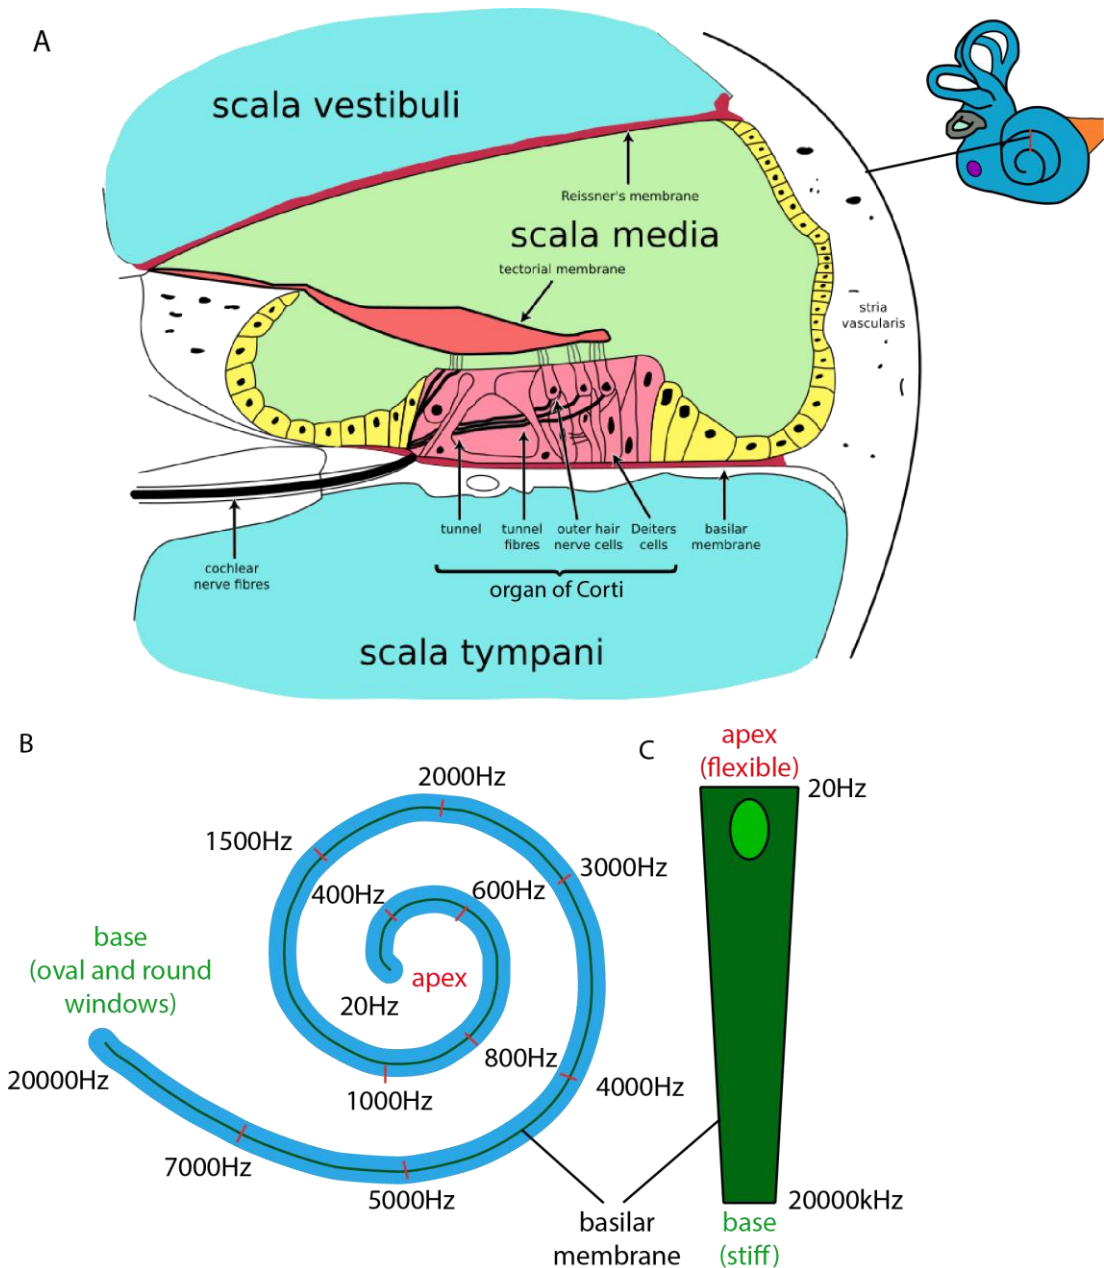 A
scala vestibuli
Reissner's membrane
scala media
tectorial membrane
stria
vascularis
tunnel
tunnel
fibres
outer hair
nerve cells
Deiters
cells
basilar
membrane
cochlear
nerve fibres
organ of Corti
scala tympani
B
2000Hz
1500Hz
3000Hz
400Hz
600Hz
base
(oval and round
windows)
apex
20Hz
20000Hz
800Hz
4000Hz
1000Hz
7000Hz
5000Hz
basilar
membrane
C
apex
(flexible)
20Hz
20000kHz
base
(stiff)